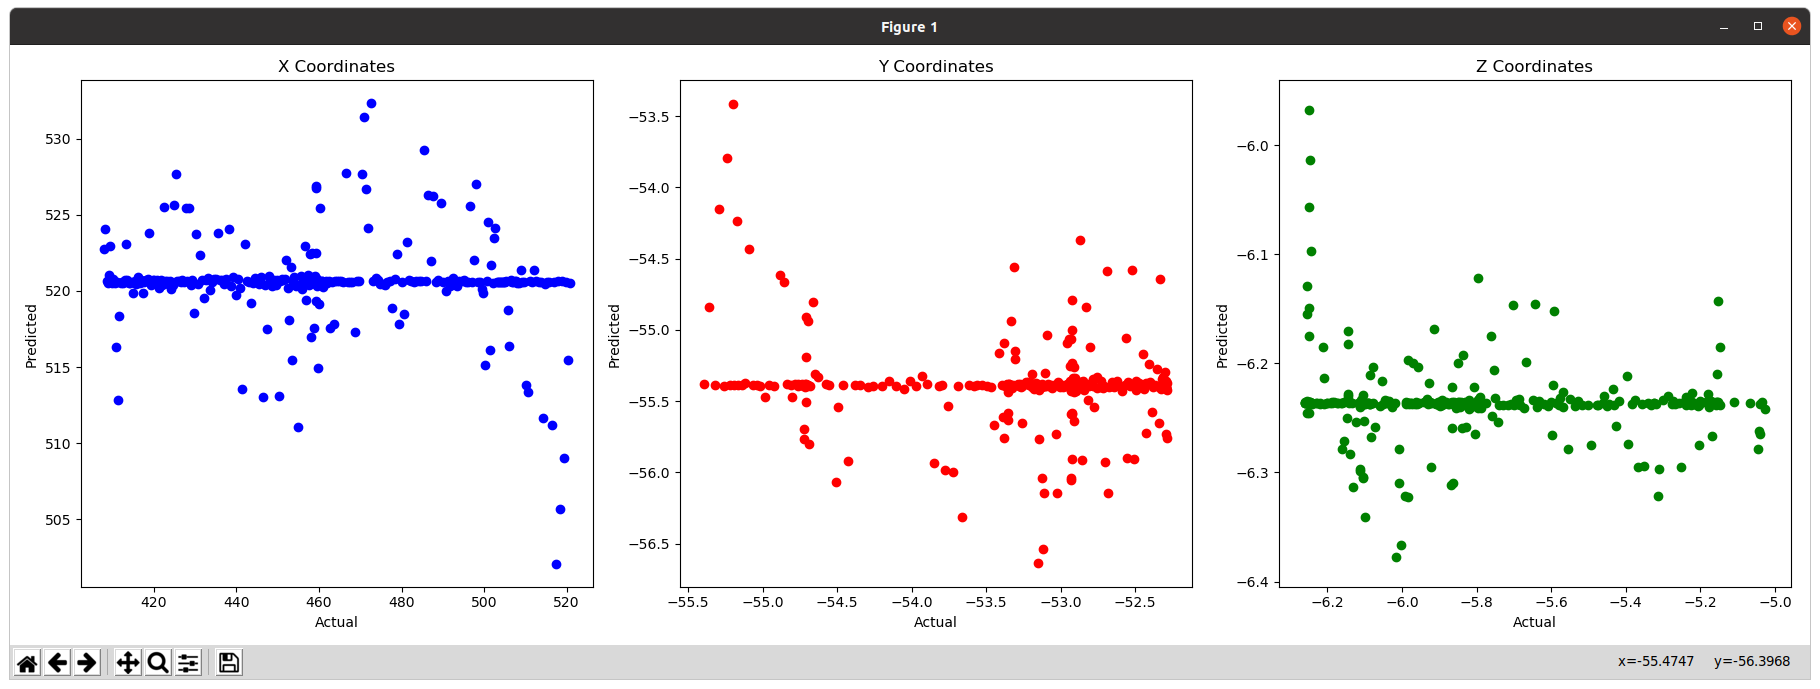 Figure 1
X Coordinates
530
525
520
515
510
505
Predicted
420 440 460 480 500 520
Actual
Y Coordinates
−53.5
−54.0
−54.5
−55.0
−55.5
−56.0
−56.5
Predicted
−55.5 −55.0 −54.5 −54.0 −53.5 −53.0 −52.5
Actual
Z Coordinates
−6.0
−6.1
−6.2
−6.3
−6.4
Predicted
−6.2 −6.0 −5.8 −5.6 −5.4 −5.2 −5.0
Actual
x=-55.4747 y=-56.3968